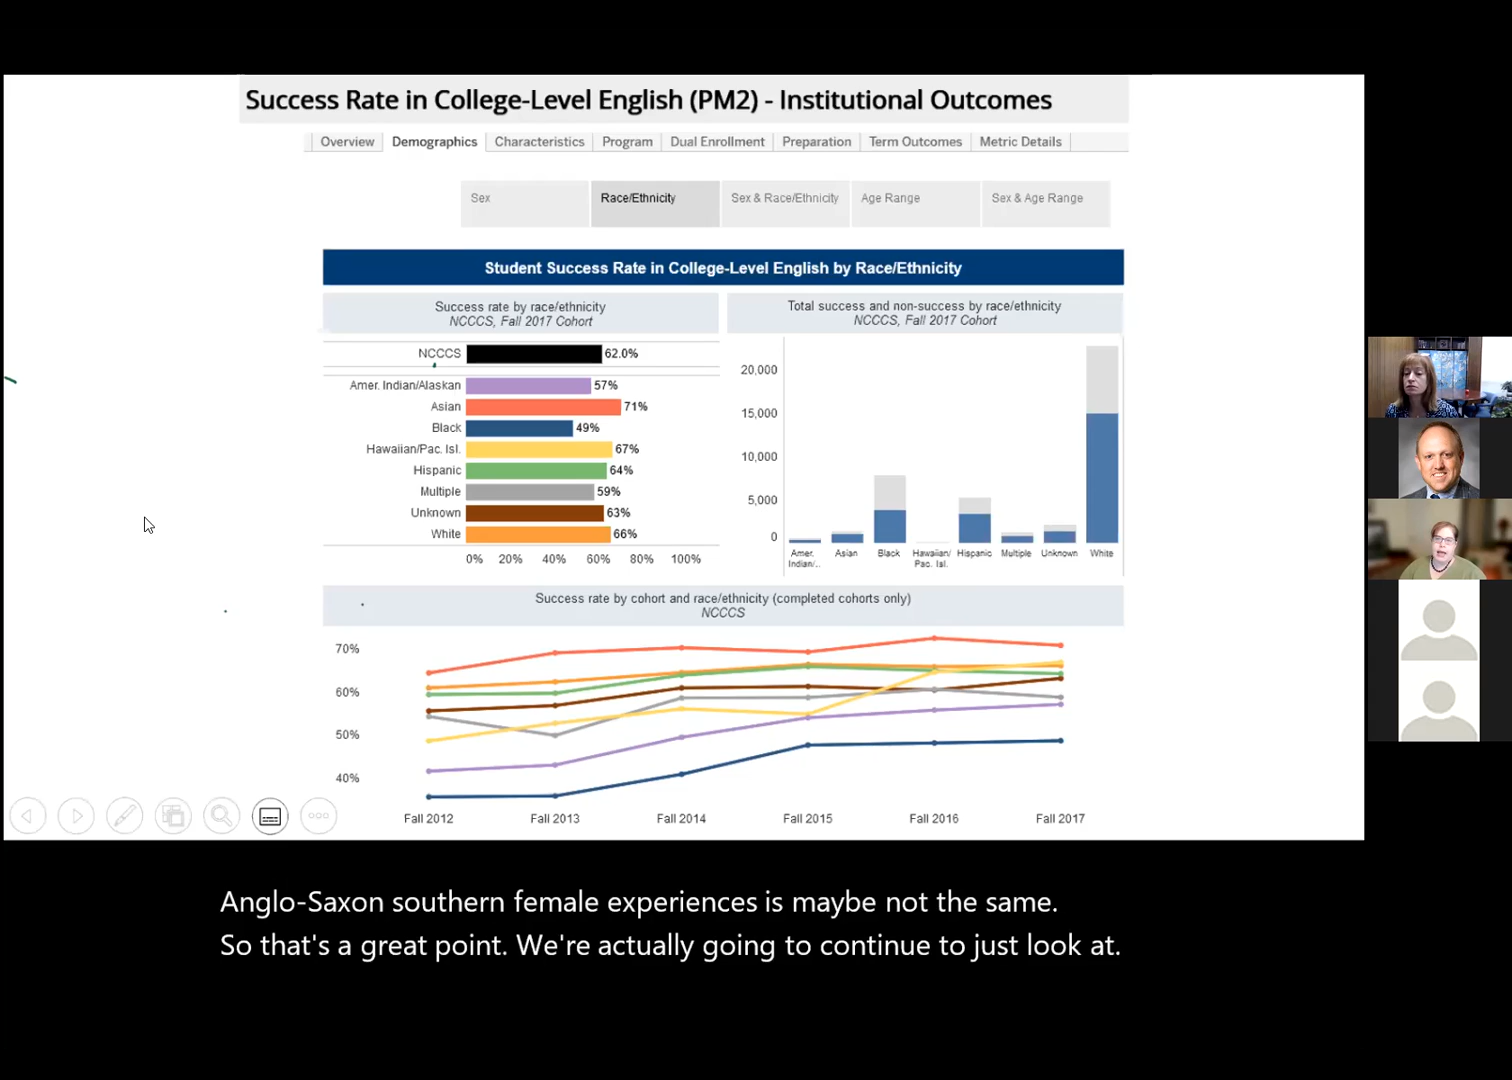 Success Rate in College-Level English (PM2) - Institutional Outcomes
Overview Demographics Characteristics Program Dual Enrollment Preparation Term Outcomes Metric Details
Sex Race/Ethnicity Sex & Race/Ethnicity Age Range Sex & Age Range
Student Success Rate in College-Level English by Race/Ethnicity
Success rate by race/ethnicity
NCCCS, Fall 2017 Cohort
NCCCS 62.0%
Amer. Indian/Alaskan 57%
Asian 71%
Black 49%
Hawaiian/Pac. Isl. 67%
Hispanic 64%
Multiple 59%
Unknown 63%
White 66%
0% 20% 40% 60% 80% 100%
Total success and non-success by race/ethnicity
NCCCS, Fall 2017 Cohort
20,000
15,000
10,000
5,000
0
Amer. Asian Black Hawaiian/ Hispanic Multiple Unknown White
Indian/.. Pac. Isl.
Success rate by cohort and race/ethnicity (completed cohorts only)
NCCCS
70%
60%
50%
40%
Fall 2012 Fall 2013 Fall 2014 Fall 2015 Fall 2016 Fall 2017
Anglo-Saxon southern female experiences is maybe not the same.
So that's a great point. We're actually going to continue to just look at.